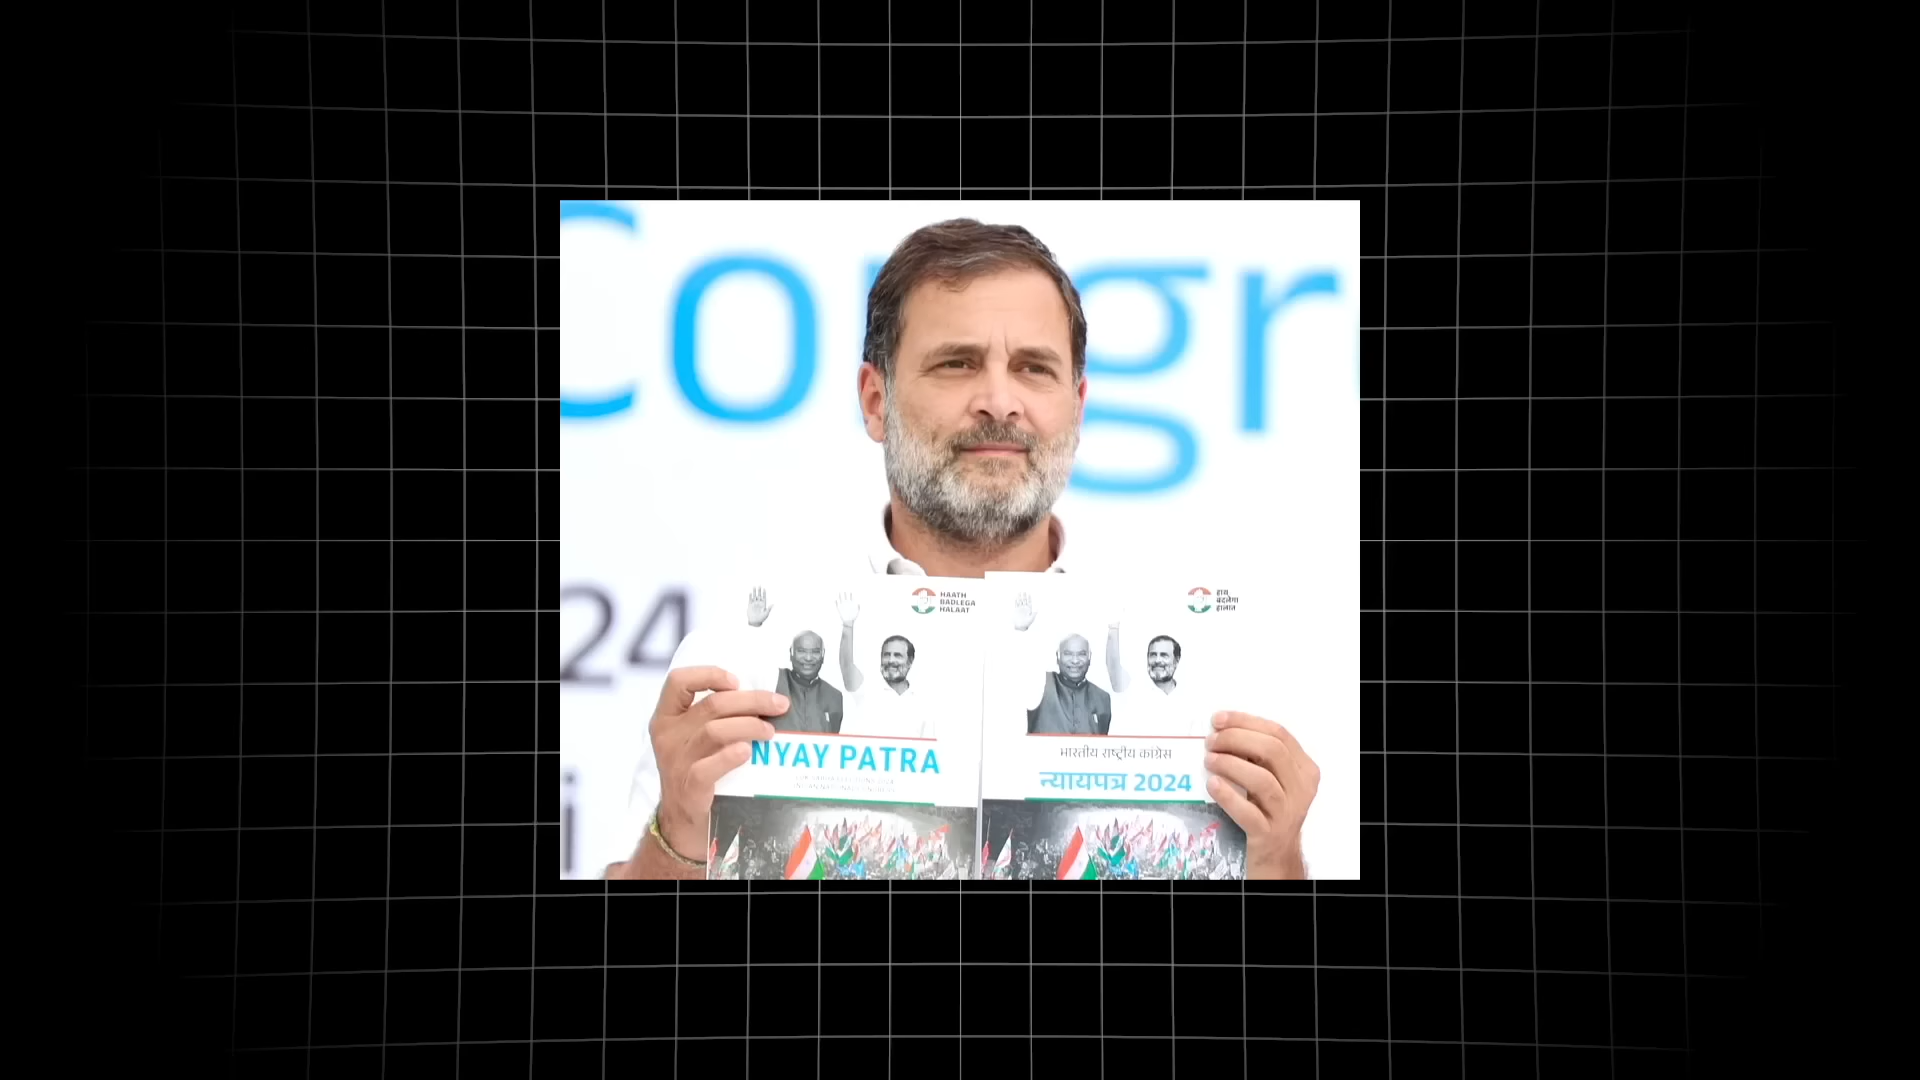 Congr
24
HAATH
BADLEGA
HALAAT
NYAY PATRA
हाथ
बदलेगा
हालात
भारतीय राष्ट्रीय कांग्रेस
न्यायपत्र 2024
i